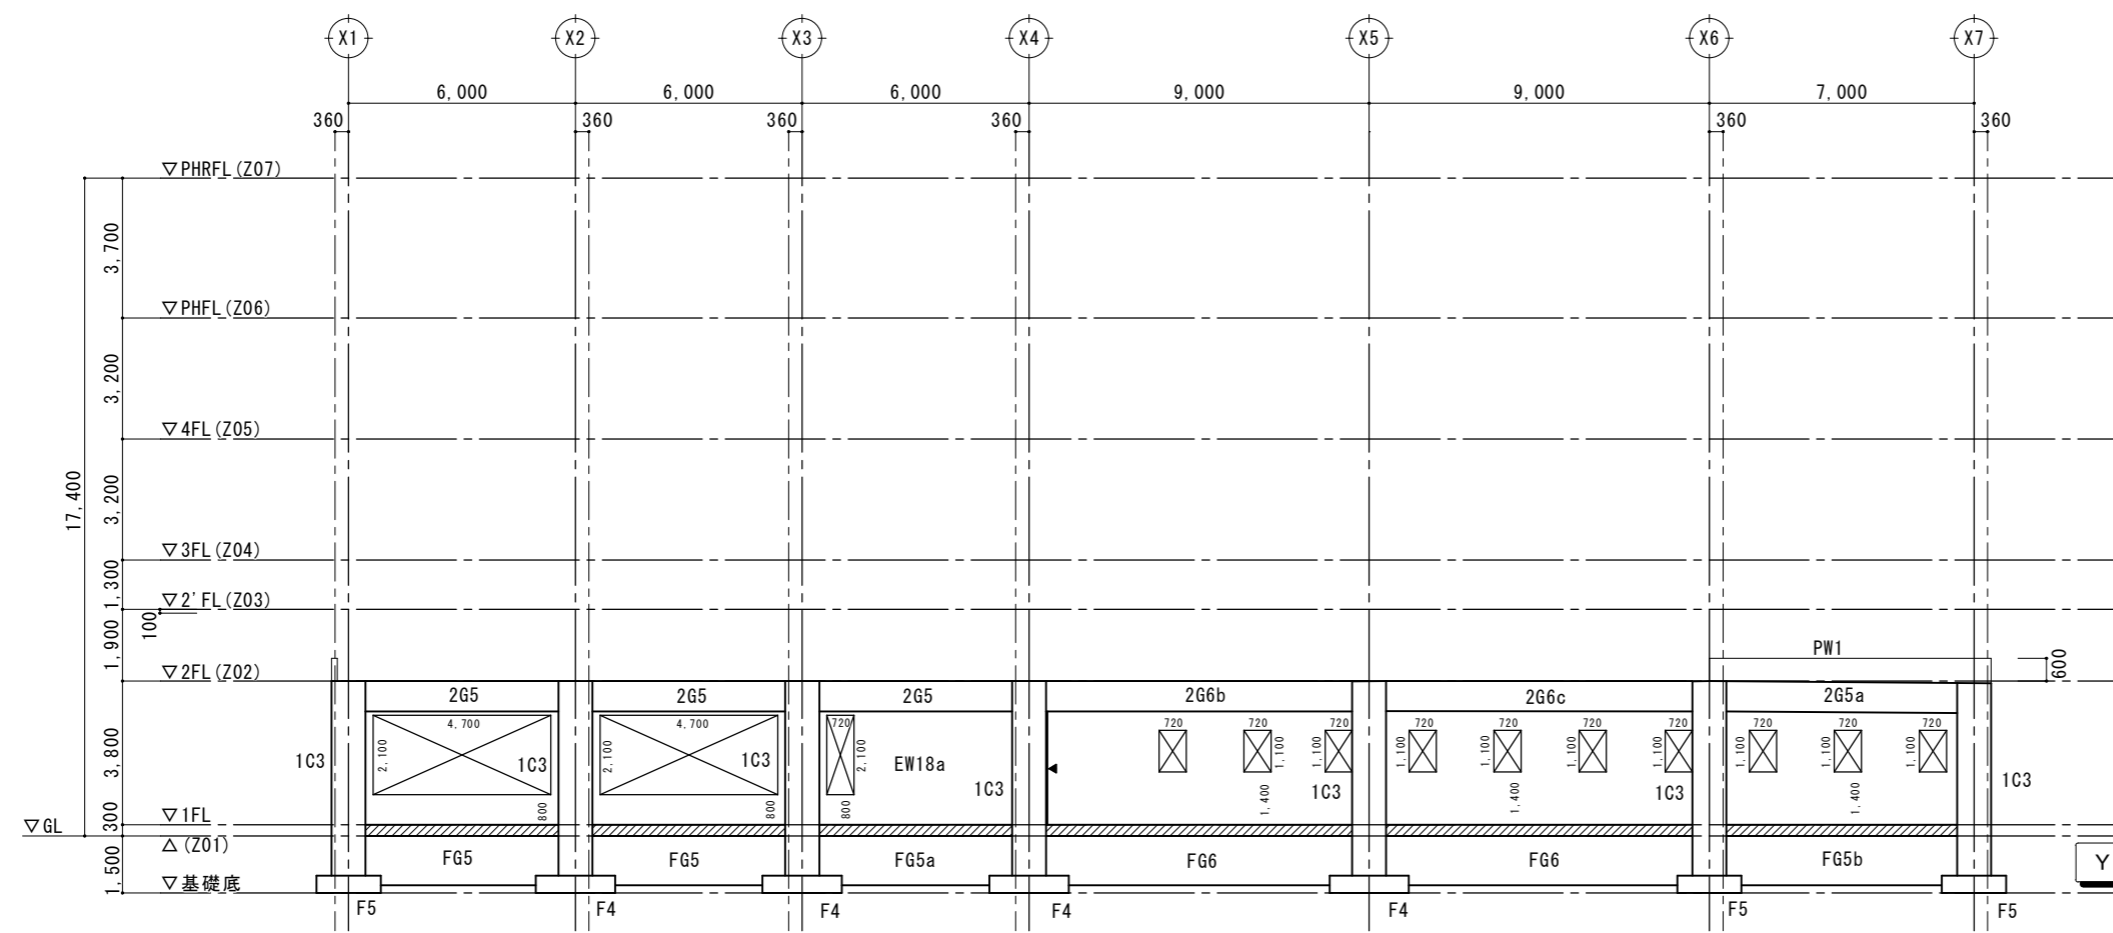 X1 X2 X3 X4 X5 X6 X7
6,000 6,000 6,000 9,000 9,000 7,000
360 360 360 360 360 360
▽PHRFL(Z07)
3,700
▽PHFL(Z06)
3,200
▽4FL(Z05)
17,400
3,200
▽3FL(Z04)
1,300
▽2'FL(Z03)
100
1,900
PW1
600
▽2FL(Z02)
2G5 2G5 2G5 2G6b 2G6c 2G5a
4,700 4,700 720 720 720 720 720 720 720 720 720 720 720
3,800
2,100 2,100 2,100 1,100 1,100 1,100 1,100 1,100 1,100 1,100
1C3 1C3 1C3 EW18a 1C3 1C3 1C3 1C3
800 800 800 1,400 1,400 1,400
▽1FL
300
▽GL
△(Z01)
1,500
FG5 FG5 FG5a FG6 FG6 FG5b
Y
▽基礎底
F5 F4 F4 F4 F4 F5 F5